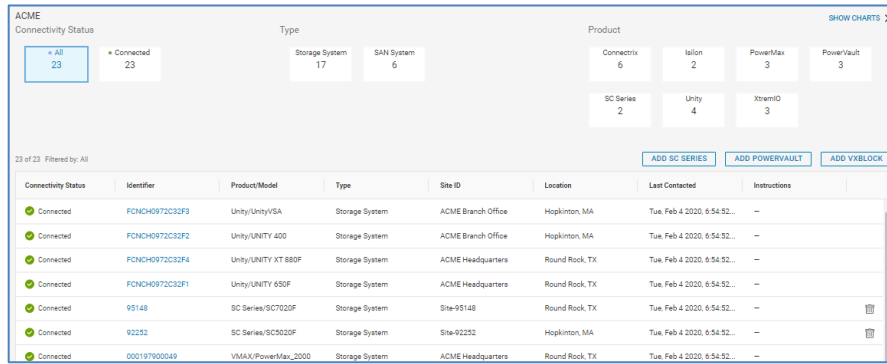 ACME
SHOW CHARTS
Connectivity Status Type Product
All Connected Storage System SAN System Connectrix Isilon PowerMax PowerVault
23 23 17 6 6 2 3 3
SC Series Unity XtremIO
2 4 3
23 of 23 Filtered by: All ADD SC SERIES ADD POWERVAULT ADD VXBLOCK
Connectivity Status Identifier Product/Model Type Site ID Location Last Contacted Instructions
Connected FCNCH0972C32F3 Unity/UnityVSA Storage System ACME Branch Office Hopkinton, MA Tue, Feb 4 2020, 6:54:52... –
Connected FCNCH0972C32F2 Unity/UNITY 400 Storage System ACME Branch Office Hopkinton, MA Tue, Feb 4 2020, 6:54:52... –
Connected FCNCH0972C32F4 Unity/UNITY XT 880F Storage System ACME Headquarters Round Rock, TX Tue, Feb 4 2020, 6:54:52... –
Connected FCNCH0972C32F1 Unity/UNITY 650F Storage System ACME Headquarters Round Rock, TX Tue, Feb 4 2020, 6:54:52... –
Connected 95148 SC Series/SC7020F Storage System Site-95148 Round Rock, TX Tue, Feb 4 2020, 6:54:52... –
Connected 92252 SC Series/SC5020F Storage System Site-92252 Hopkinton, MA Tue, Feb 4 2020, 6:54:52... –
Connected 000197900049 VMAX/PowerMax_2000 Storage System ACME Headquarters Round Rock, TX Tue, Feb 4 2020, 6:54:52... –